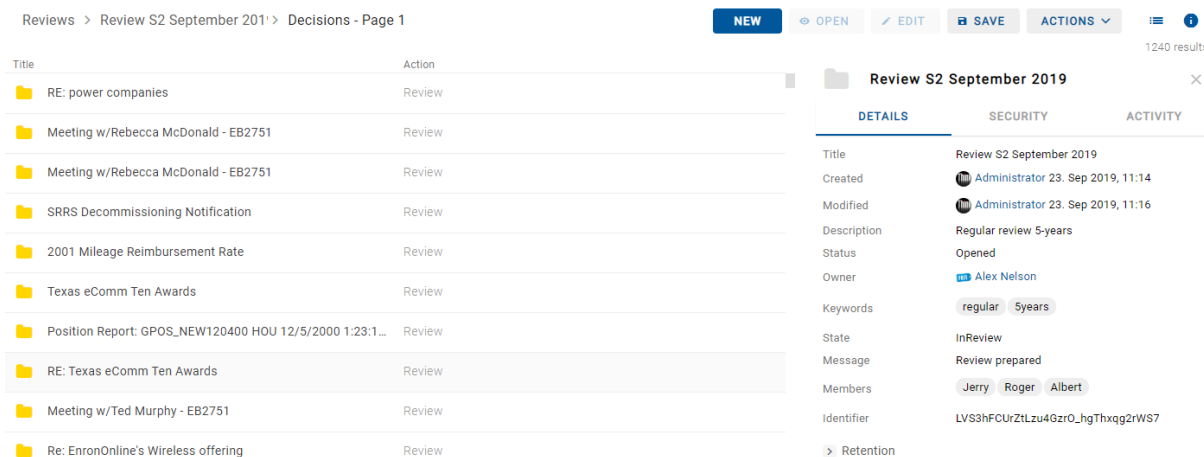 Reviews > Review S2 September 201 > Decisions - Page 1
NEW OPEN EDIT SAVE ACTIONS
1240 results
Title Action
RE: power companies Review
Meeting w/Rebecca McDonald - EB2751 Review
Meeting w/Rebecca McDonald - EB2751 Review
SRRS Decommissioning Notification Review
2001 Mileage Reimbursement Rate Review
Texas eComm Ten Awards Review
Position Report: GPOS_NEW120400 HOU 12/5/2000 1:23:1... Review
RE: Texas eComm Ten Awards Review
Meeting w/Ted Murphy - EB2751 Review
Re: EnronOnline's Wireless offering Review
Review S2 September 2019
DETAILS SECURITY ACTIVITY
Title Review S2 September 2019
Created Administrator 23. Sep 2019, 11:14
Modified Administrator 23. Sep 2019, 11:16
Description Regular review 5-years
Status Opened
Owner Alex Nelson
Keywords regular 5years
State InReview
Message Review prepared
Members Jerry Roger Albert
Identifier LVS3hFCUrZtLzu4GzrO_hgThxqg2rWS7
> Retention